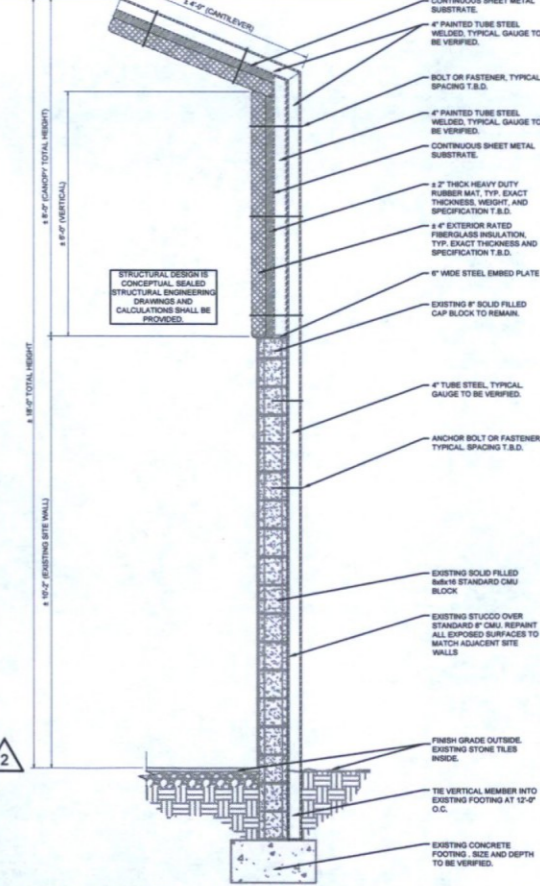 ± 4'-0" (CANTILEVER)
CONTINUOUS SHEET METAL
SUBSTRATE.
4" PAINTED TUBE STEEL
WELDED, TYPICAL. GAUGE TO
BE VERIFIED.
BOLT OR FASTENER, TYPICAL
SPACING T.B.D.
4" PAINTED TUBE STEEL
WELDED, TYPICAL. GAUGE TO
BE VERIFIED.
CONTINUOUS SHEET METAL
SUBSTRATE.
± 2" THICK HEAVY DUTY
RUBBER MAT, TYP. EXACT
THICKNESS, WEIGHT, AND
SPECIFICATION T.B.D.
± 4" EXTERIOR RATED
FIBERGLASS INSULATION,
TYP. EXACT THICKNESS AND
SPECIFICATION T.B.D.
6" WIDE STEEL EMBED PLATE
EXISTING 8" SOLID FILLED
CAP BLOCK TO REMAIN.
4" TUBE STEEL, TYPICAL.
GAUGE TO BE VERIFIED.
ANCHOR BOLT OR FASTENER,
TYPICAL. SPACING T.B.D.
EXISTING SOLID FILLED
8x8x16 STANDARD CMU
BLOCK
EXISTING STUCCO OVER
STANDARD 8" CMU. REPAINT
ALL EXPOSED SURFACES TO
MATCH ADJACENT SITE
WALLS
FINISH GRADE OUTSIDE.
EXISTING STONE TILES
INSIDE.
TIE VERTICAL MEMBER INTO
EXISTING FOOTING AT 12'-0"
O.C.
EXISTING CONCRETE
FOOTING . SIZE AND DEPTH
TO BE VERIFIED.
STRUCTURAL DESIGN IS
CONCEPTUAL. SEALED
STRUCTURAL ENGINEERING
DRAWINGS AND
CALCULATIONS SHALL BE
PROVIDED.
(CANOPY TOTAL HEIGHT)
(VERTICAL)
± 18'-0" TOTAL HEIGHT
± 10'-2" (EXISTING SITE WALL)
2